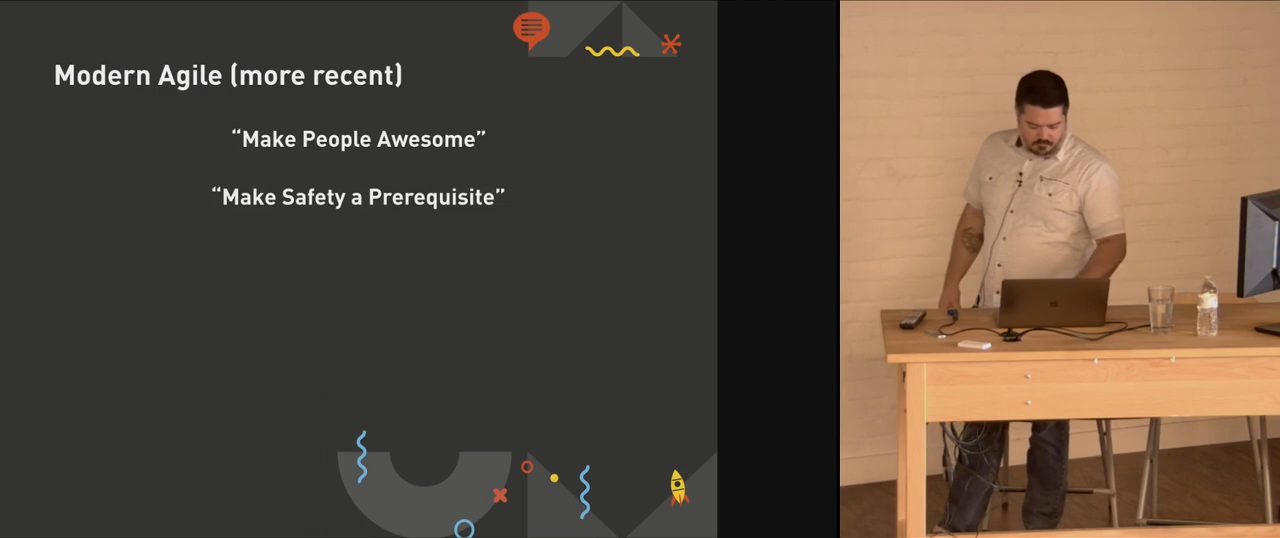 Modern Agile (more recent)
“Make People Awesome”
“Make Safety a Prerequisite”